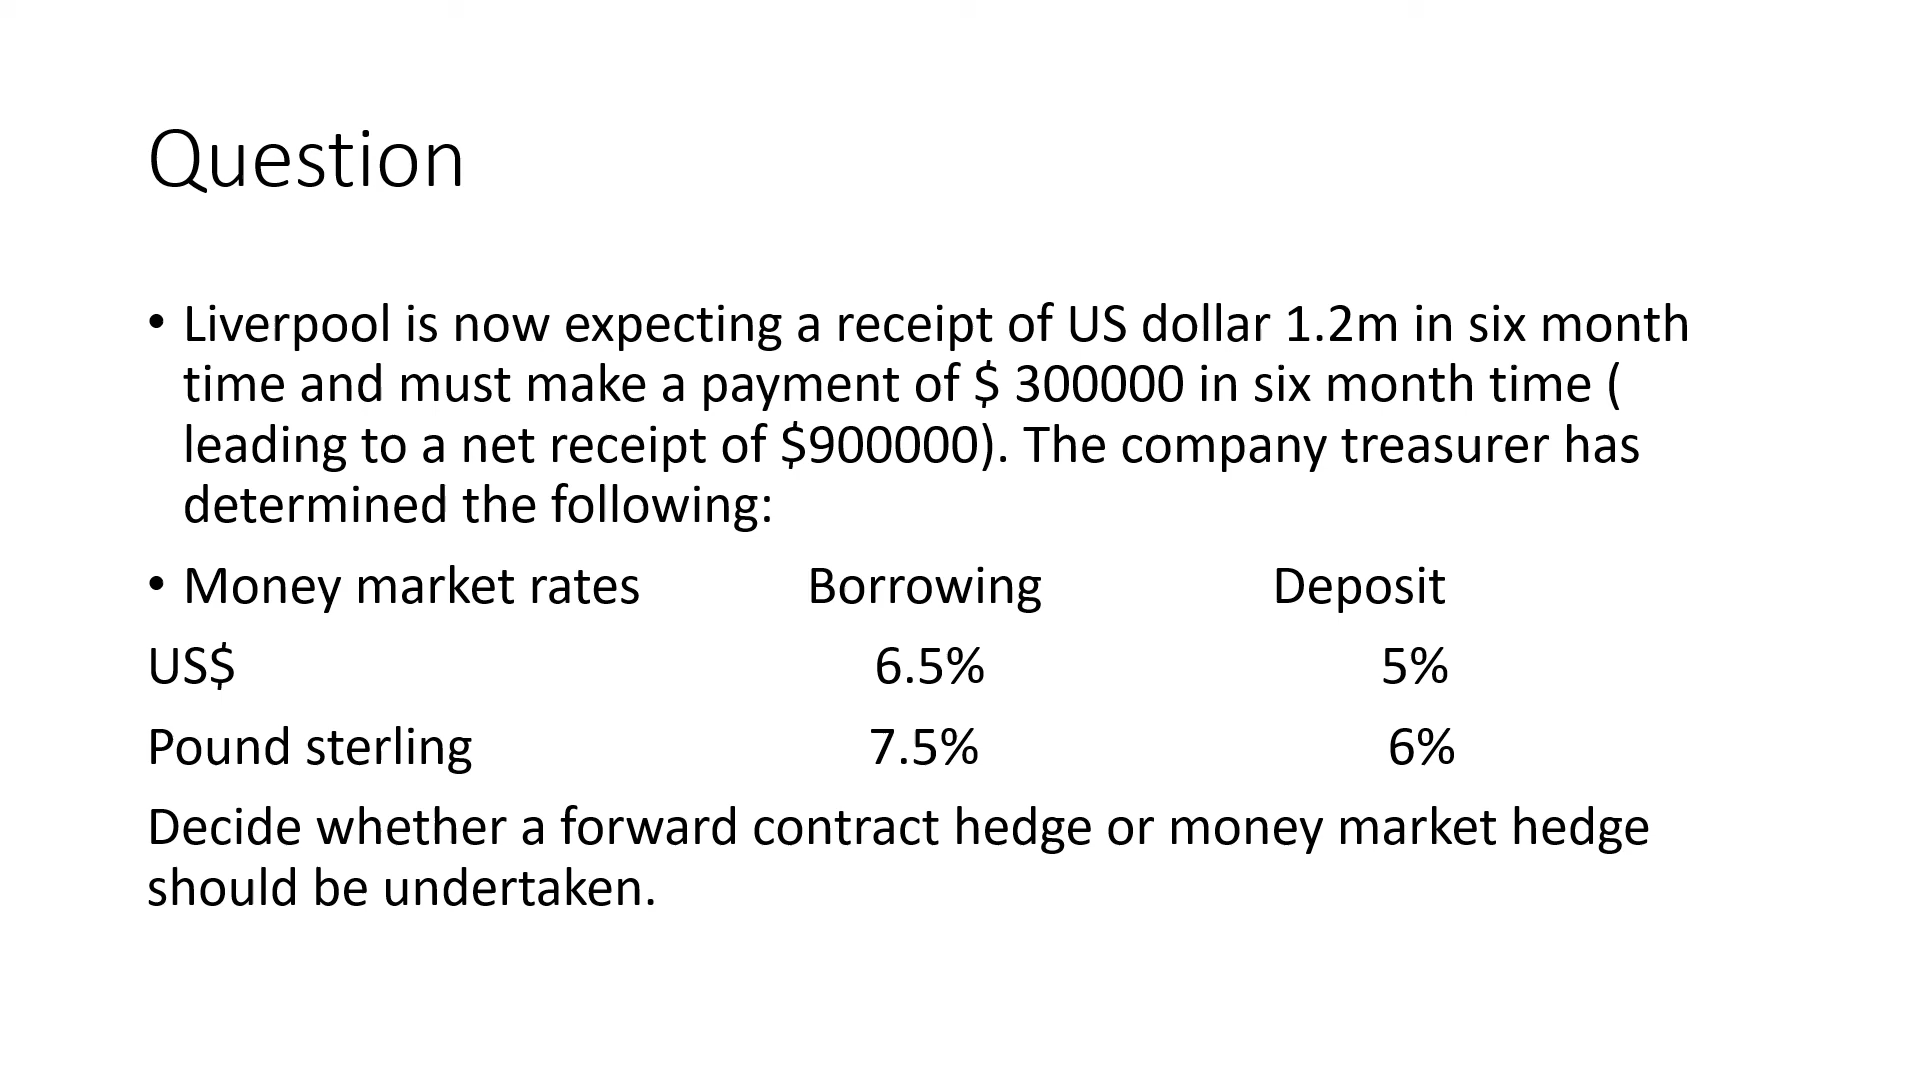 Question
• Liverpool is now expecting a receipt of US dollar 1.2m in six month
time and must make a payment of $ 300000 in six month time (
leading to a net receipt of $900000). The company treasurer has
determined the following:
• Money market rates Borrowing Deposit
US$ 6.5% 5%
Pound sterling 7.5% 6%
Decide whether a forward contract hedge or money market hedge
should be undertaken.